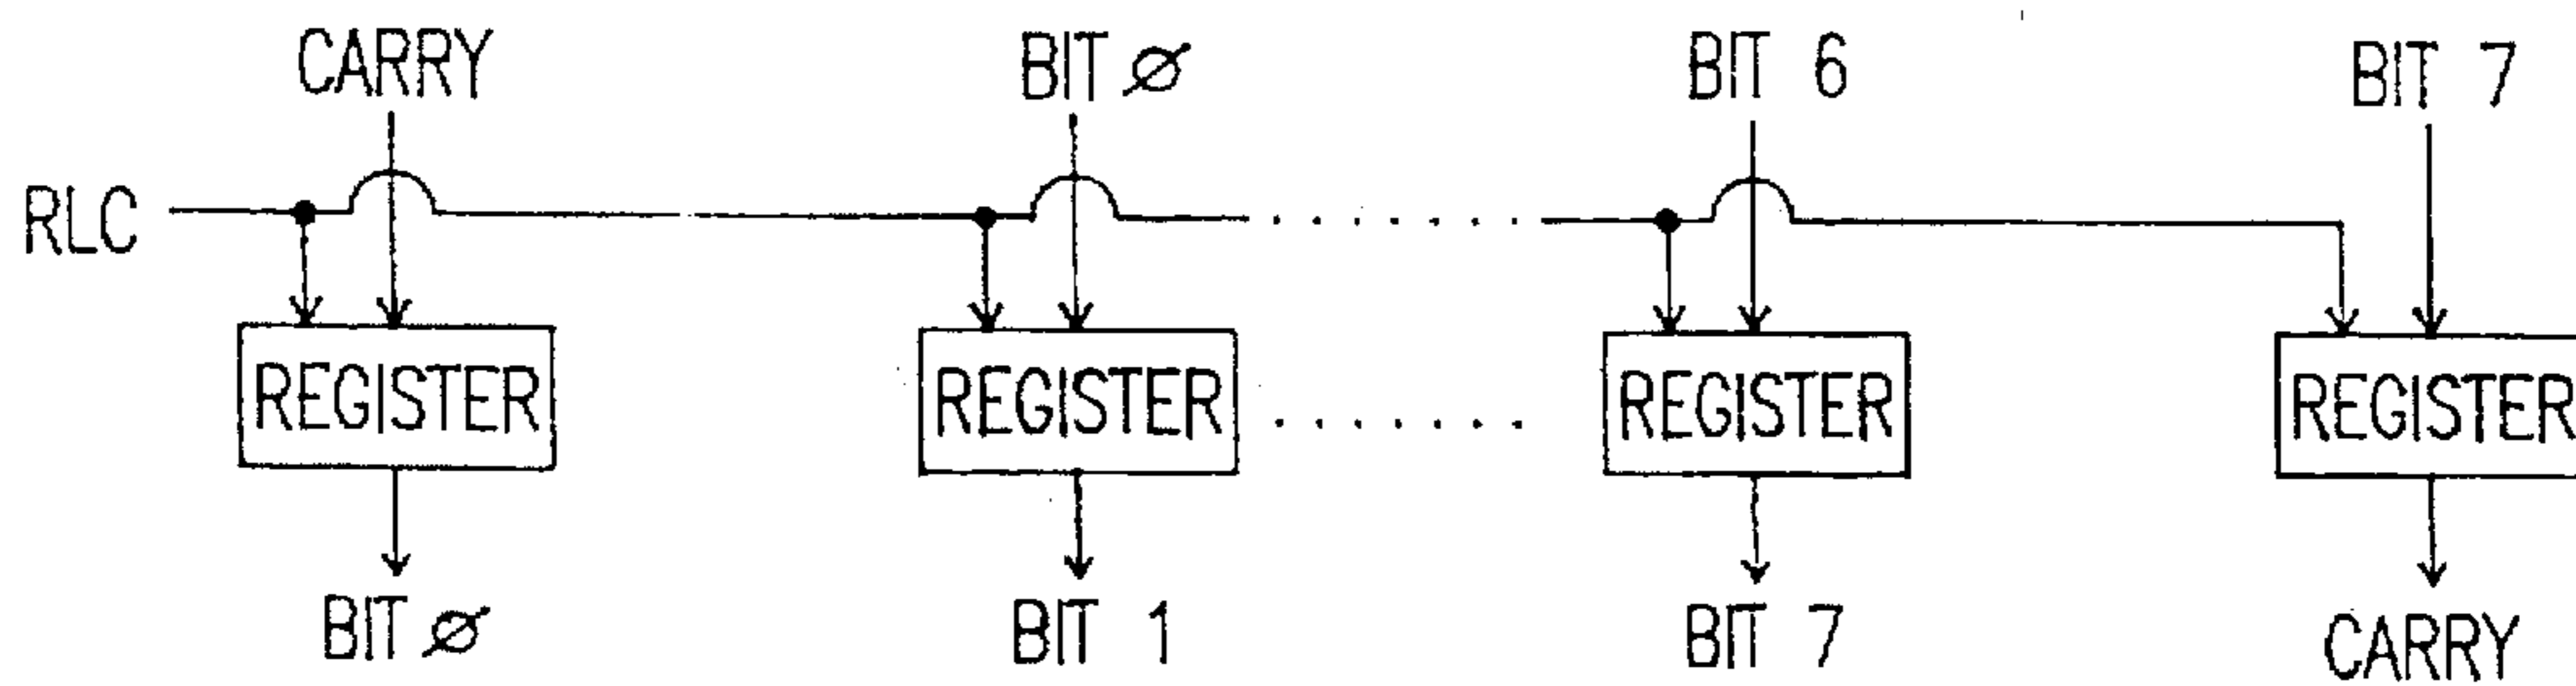 CARRY BIT Ø BIT 6 BIT 7
RLC
REGISTER REGISTER REGISTER REGISTER
BIT Ø BIT 1 BIT 7 CARRY